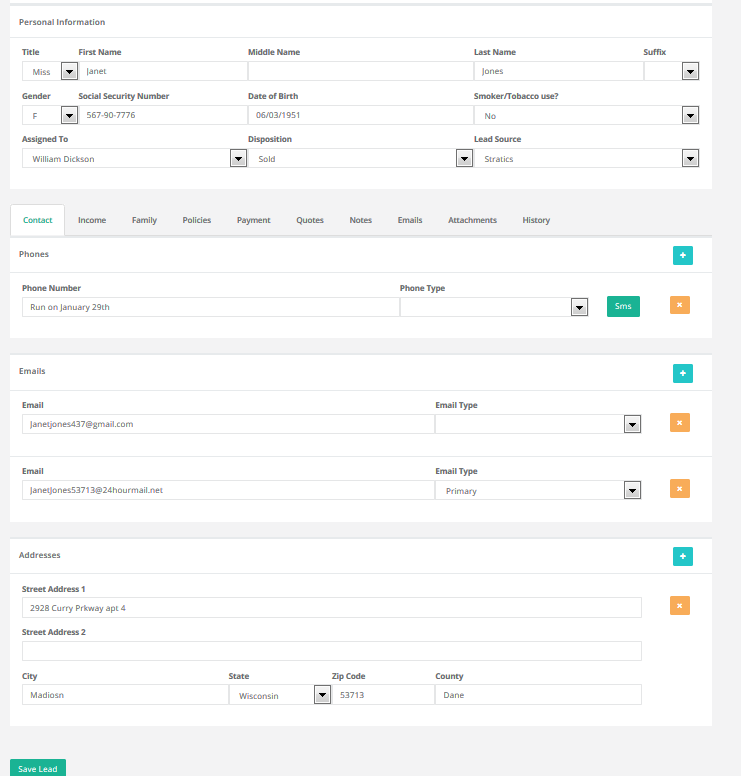 Personal Information
Title First Name Middle Name Last Name Suffix
Miss Janet Jones
Gender Social Security Number Date of Birth Smoker/Tobacco use?
F 567-90-7776 06/03/1951 No
Assigned To Disposition Lead Source
William Dickson Sold Stratics
Contact Income Family Policies Payment Quotes Notes Emails Attachments History
Phones +
Phone Number Phone Type
Run on January 29th Sms ×
Emails +
Email Email Type
Janetjones437@gmail.com ×
Email Email Type
JanetJones53713@24hourmail.net Primary ×
Addresses +
Street Address 1
2928 Curry Prkway apt 4 ×
Street Address 2
City State Zip Code County
Madiosn Wisconsin 53713 Dane
Save Lead